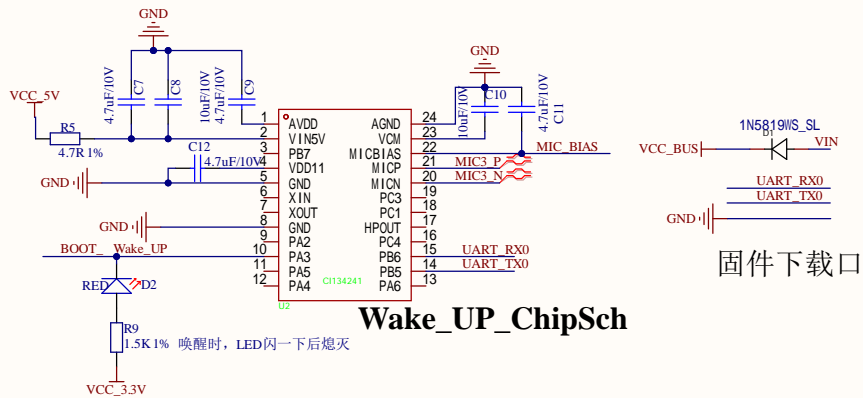 GND
VCC_5V
4.7uF/10V
C7
C8
10uF/10V
4.7uF/10V
C9
R5
4.7R 1%
C12
4.7uF/10V
GND
GND
BOOT_ Wake_UP
RED
D2
R9
1.5K 1%
唤醒时，LED闪一下后熄灭
VCC_3.3V
1 AVDD AGND 24
2 VIN5V VCM 23
3 PB7 MICBIAS 22
4 VDD11 MICP 21
5 GND MICN 20
6 XIN PC3 19
7 XOUT PC1 18
8 GND HPOUT 17
9 PA2 PC4 16
10 PA3 PB6 15
11 PA5 PB5 14
12 PA4 PA6 13
CI134241
U2
GND
10uF/10V
C10
4.7uF/10V
C11
MIC_BIAS
MIC3_P
MIC3_N
UART_RX0
UART_TX0
Wake_UP_ChipSch
1N5819WS_SL
D1
VCC_BUS
VIN
UART_RX0
UART_TX0
GND
固件下载口